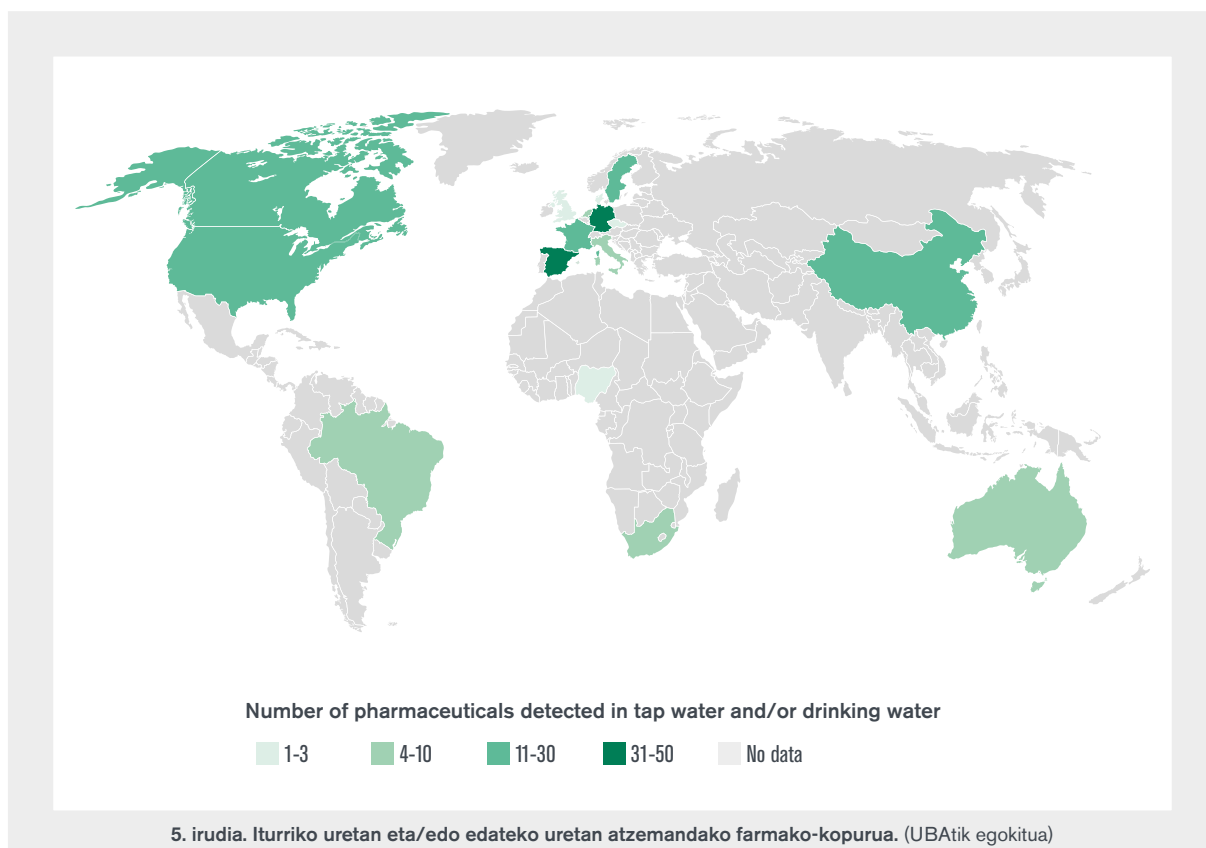 Number of pharmaceuticals detected in tap water and/or drinking water
1-3 4-10 11-30 31-50 No data
5. irudia. Iturriko uretan eta/edo edateko uretan atzemandako farmako-kopurua. (UBAtik egokitua)